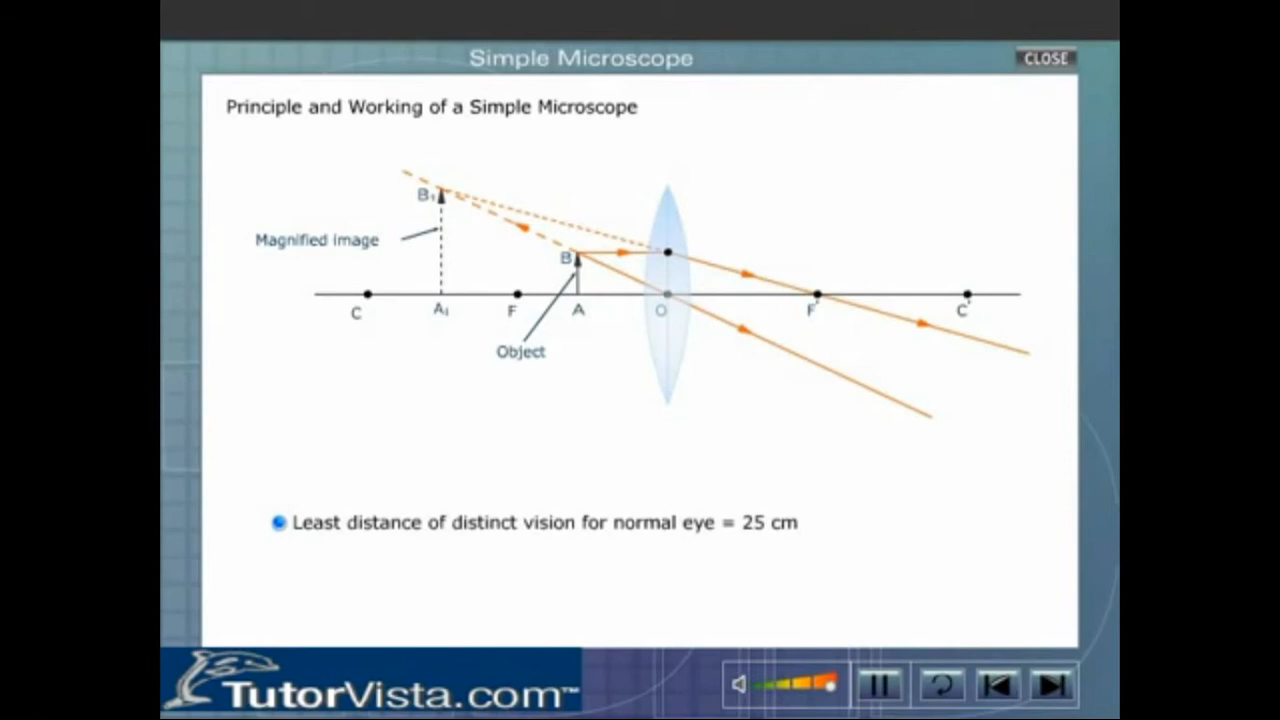 Simple Microscope
CLOSE
Principle and Working of a Simple Microscope
B₁
Magnified image
B
C
A₁
F
A
O
F'
C'
Object
Least distance of distinct vision for normal eye = 25 cm
TutorVista.com™